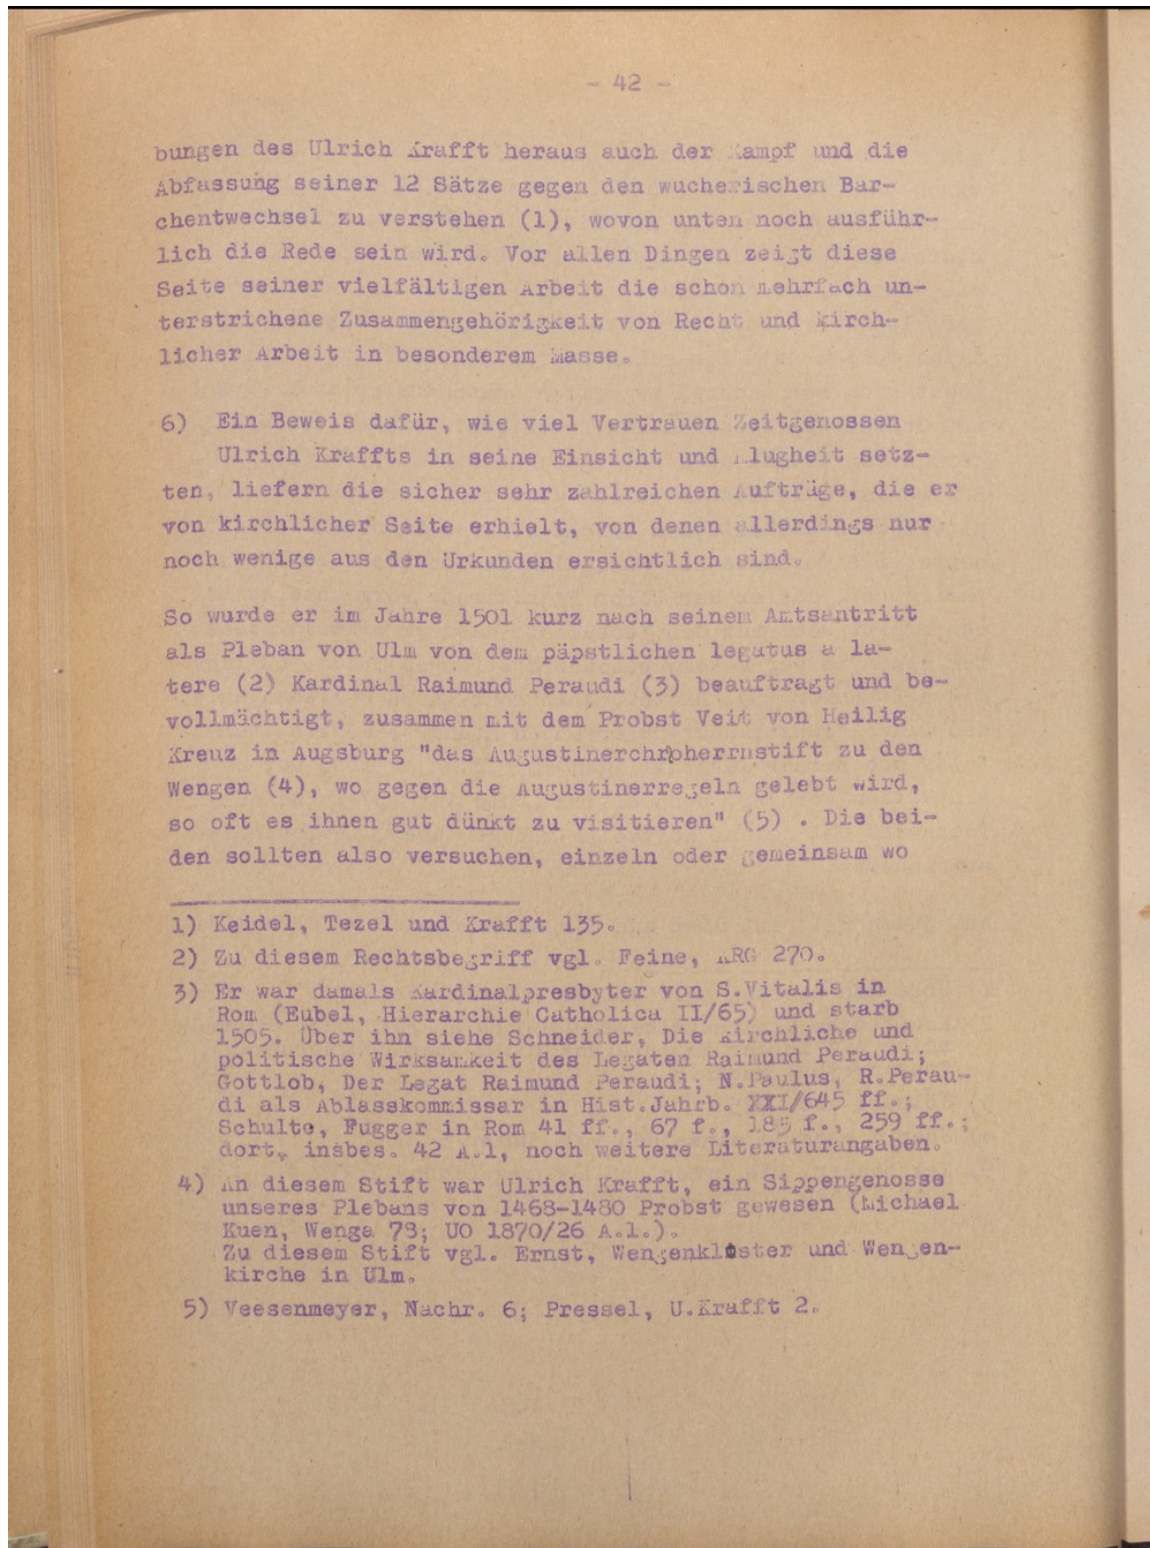 - 42 -
bungen des Ulrich Krafft heraus auch der Kampf und die
Abfassung seiner 12 Sätze gegen den wucherischen Bar-
chentwechsel zu verstehen (1), wovon unten noch ausführ-
lich die Rede sein wird. Vor allen Dingen zeigt diese
Seite seiner vielfältigen Arbeit die schon mehrfach un-
terstrichene Zusammengehörigkeit von Recht und kirch-
licher Arbeit in besonderem Masse.
6) Ein Beweis dafür, wie viel Vertrauen Zeitgenossen
Ulrich Kraffts in seine Einsicht und Klugheit setz-
ten, liefern die sicher sehr zahlreichen Aufträge, die er
von kirchlicher Seite erhielt, von denen allerdings nur
noch wenige aus den Urkunden ersichtlich sind.
So wurde er im Jahre 1501 kurz nach seinem Amtsantritt
als Pleban von Ulm von dem päpstlichen legatus a la-
tere (2) Kardinal Raimund Peraudi (3) beauftragt und be-
vollmächtigt, zusammen mit dem Probst Veit von Heilig
Kreuz in Augsburg "das Augustinerchroherrnstift zu den
Wengen (4), wo gegen die Augustinerregeln gelebt wird,
so oft es ihnen gut dünkt zu visitieren" (5) . Die bei-
den sollten also versuchen, einzeln oder gemeinsam wo
1) Keidel, Tezel und Krafft 135.
2) Zu diesem Rechtsbegriff vgl. Feine, KRG 270.
3) Er war damals Kardinalpresbyter von S.Vitalis in
Rom (Eubel, Hierarchie Catholica II/65) und starb
1505. Über ihn siehe Schneider, Die kirchliche und
politische Wirksamkeit des Legaten Raimund Peraudi;
Gottlob, Der Legat Raimund Peraudi; N.Paulus, R.Perau-
di als Ablasskommissar in Hist.Jahrb. XXI/645 ff.;
Schulte, Fugger in Rom 41 ff., 67 f., 185 f., 259 ff.;
dort, insbes. 42 A.1, noch weitere Literaturangaben.
4) An diesem Stift war Ulrich Krafft, ein Sippengenosse
unseres Plebans von 1468-1480 Probst gewesen (Michael
Kuen, Wenga 78; UO 1870/26 A.1.).
Zu diesem Stift vgl. Ernst, Wengenkloster und Wengen-
kirche in Ulm.
5) Veesenmeyer, Nachr. 6; Pressel, U.Krafft 2.